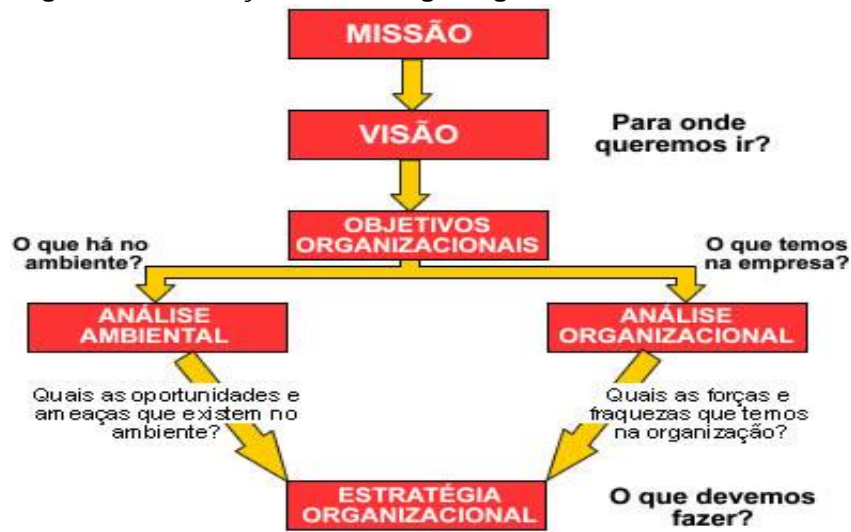 MISSÃO
VISÃO
Para onde
queremos ir?
OBJETIVOS
ORGANIZACIONAIS
O que há no
ambiente?
O que temos
na empresa?
ANÁLISE
AMBIENTAL
ANÁLISE
ORGANIZACIONAL
Quais as oportunidades e
ameaças que existem no
ambiente?
Quais as forças e
fraquezas que temos
na organização?
ESTRATÉGIA
ORGANIZACIONAL
O que devemos
fazer?